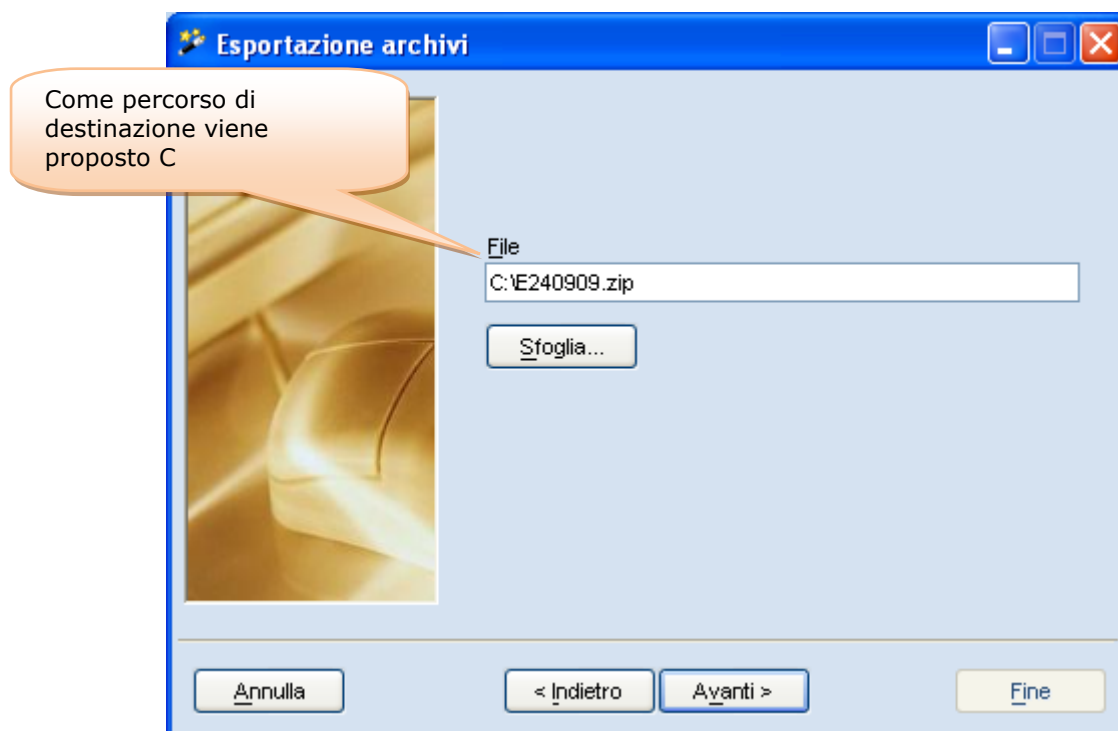 Esportazione archivi
Come percorso di
destinazione viene
proposto C
File
C:\E240909.zip
Sfoglia...
Annulla
< Indietro
Avanti >
Fine